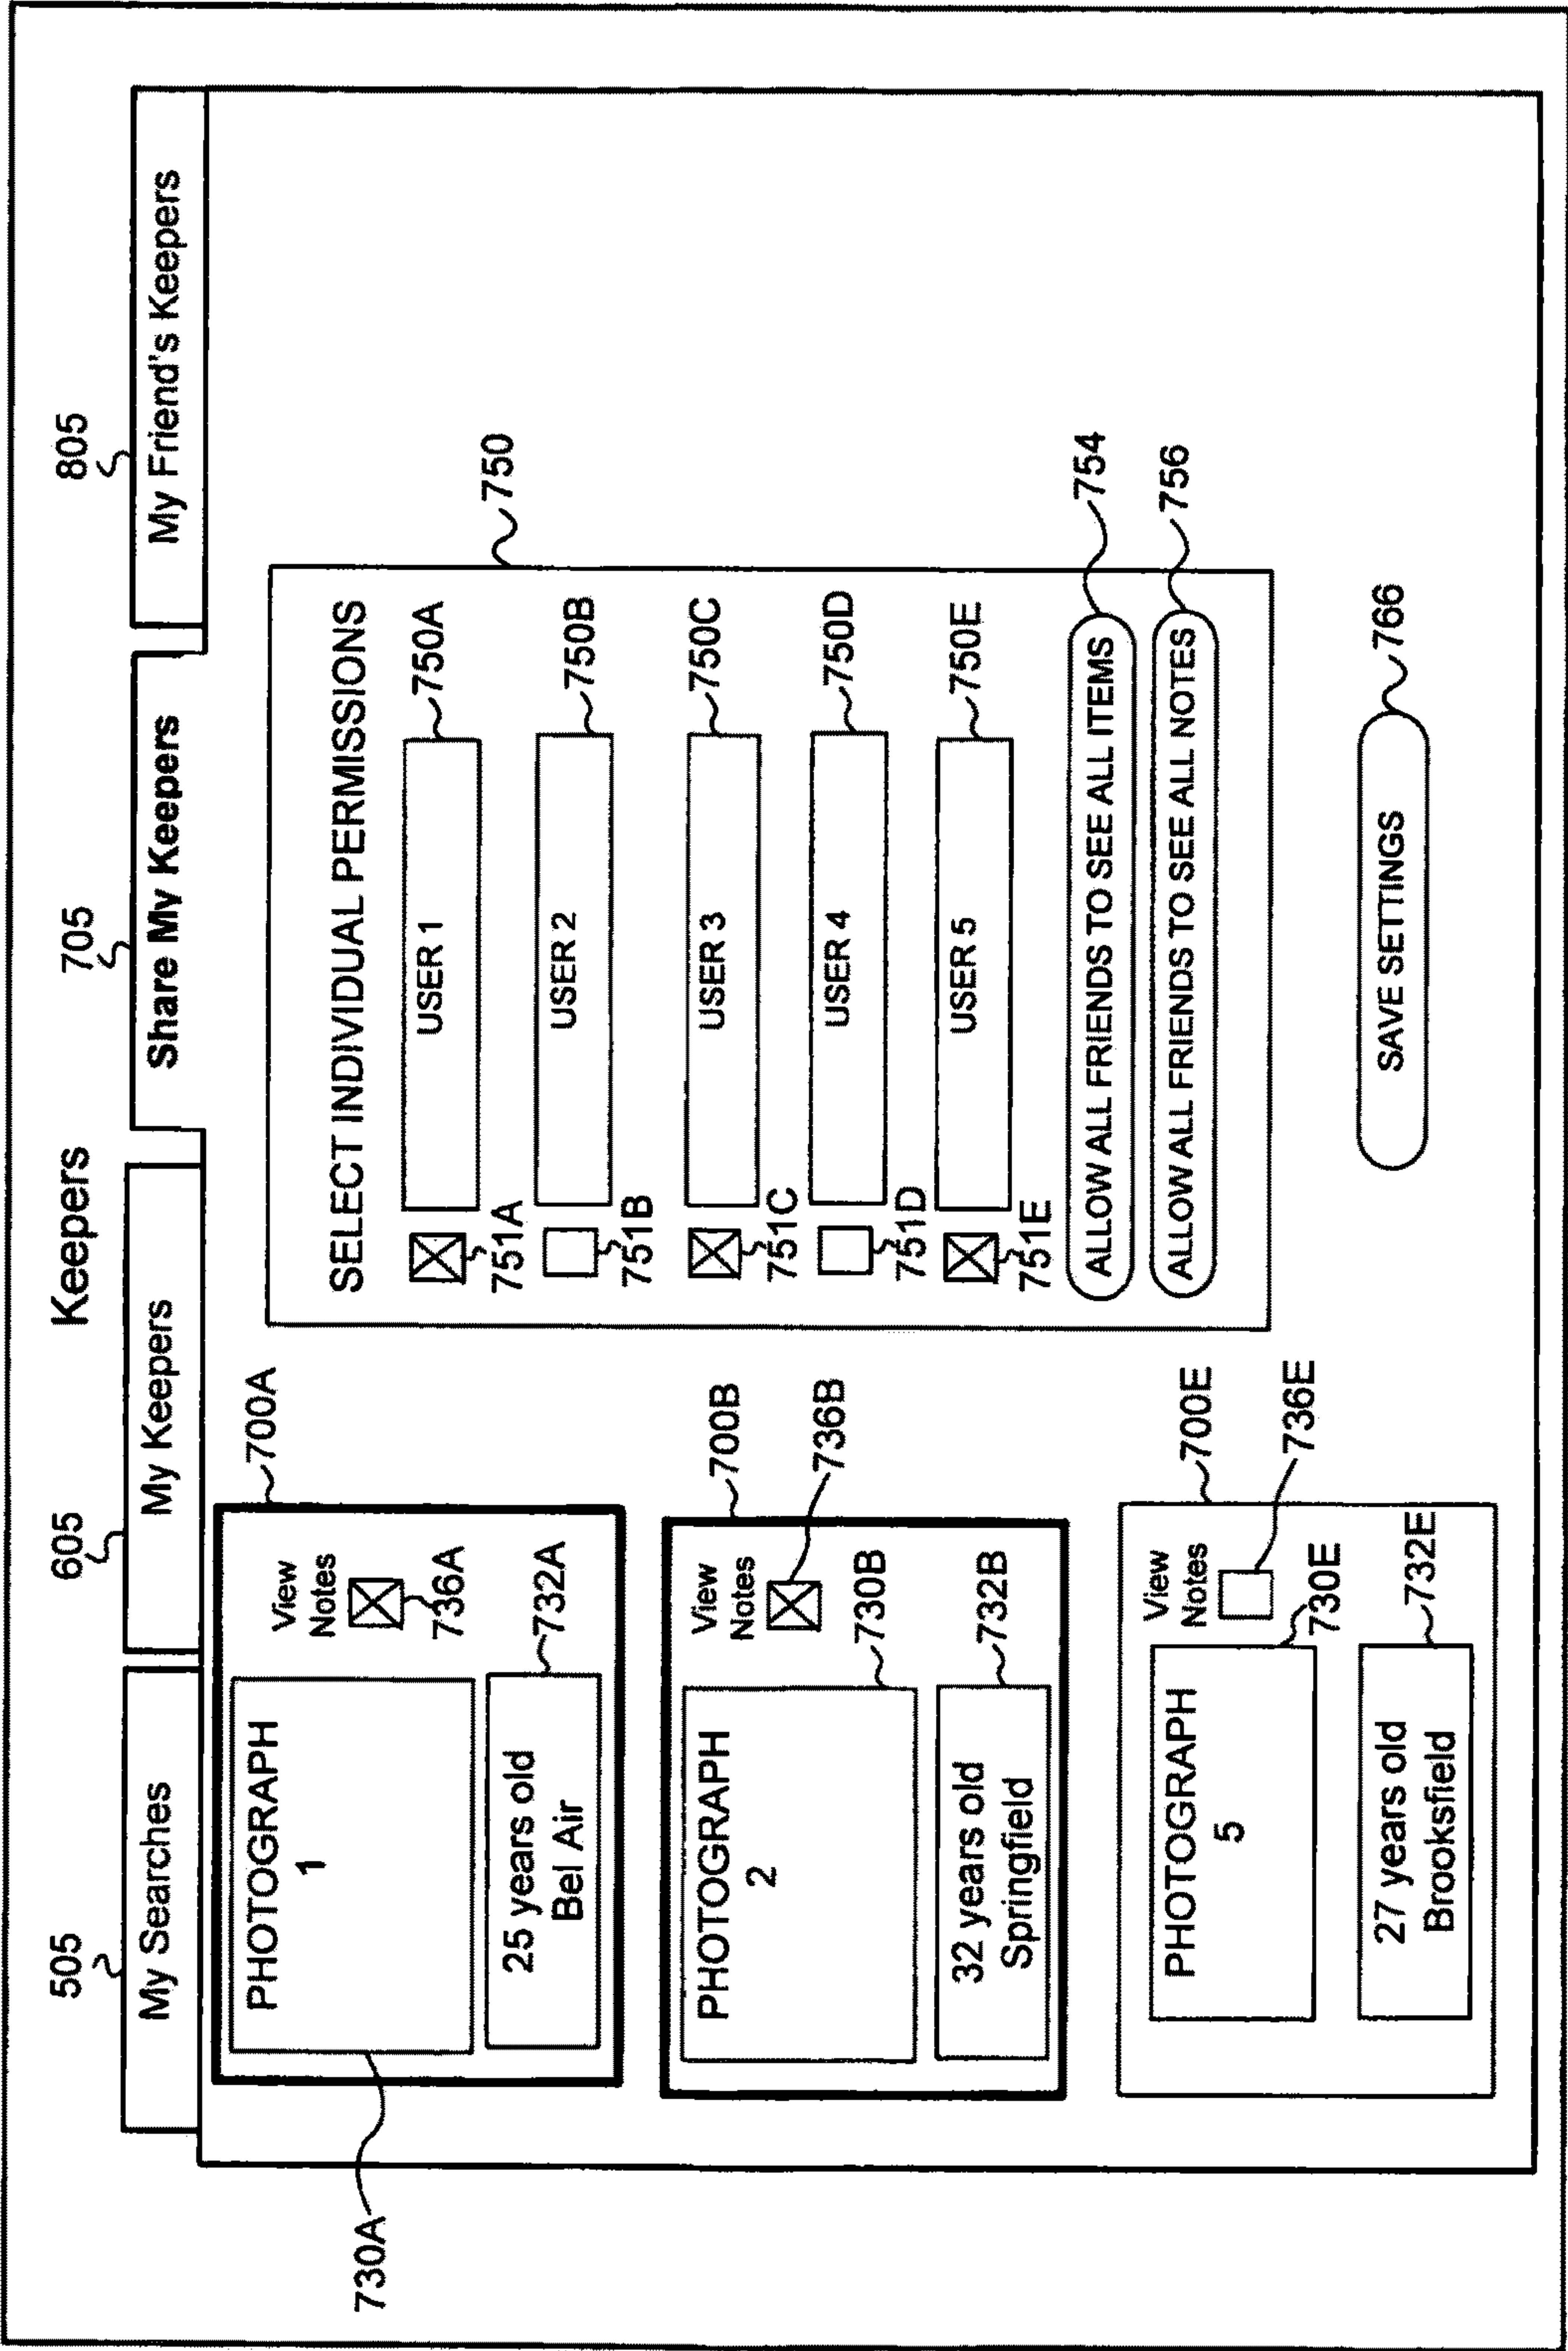 Keepers
505
605
705
805
My Searches
My Keepers
Share My Keepers
My Friend's Keepers
700A
PHOTOGRAPH
1
View
Notes
736A
730A
25 years old
Bel Air
732A
700B
PHOTOGRAPH
2
View
Notes
736B
730B
32 years old
Springfield
732B
700E
PHOTOGRAPH
5
View
Notes
736E
730E
27 years old
Brooksfield
732E
750
SELECT INDIVIDUAL PERMISSIONS
USER 1
750A
751A
USER 2
750B
751B
USER 3
750C
751C
USER 4
750D
751D
USER 5
750E
751E
ALLOW ALL FRIENDS TO SEE ALL ITEMS
754
ALLOW ALL FRIENDS TO SEE ALL NOTES
756
SAVE SETTINGS
766